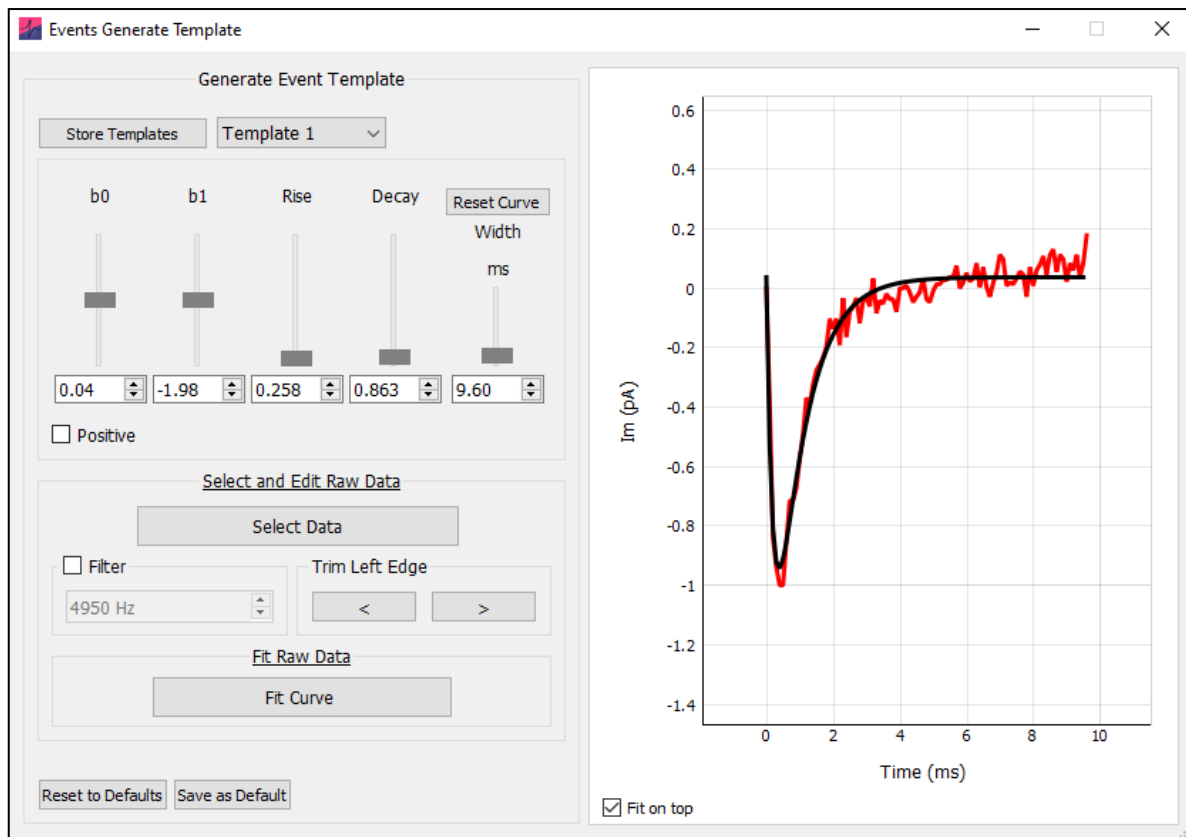 Events Generate Template
Generate Event Template
Store Templates
Template 1
b0 b1 Rise Decay Reset Curve
Width
ms
0.04 -1.98 0.258 0.863 9.60
Positive
Select and Edit Raw Data
Select Data
Filter
Trim Left Edge
4950 Hz
< >
Fit Raw Data
Fit Curve
Reset to Defaults Save as Default
0.6
0.4
0.2
0
-0.2
-0.4
-0.6
-0.8
-1
-1.2
-1.4
Im (pA)
0 2 4 6 8 10
Time (ms)
Fit on top